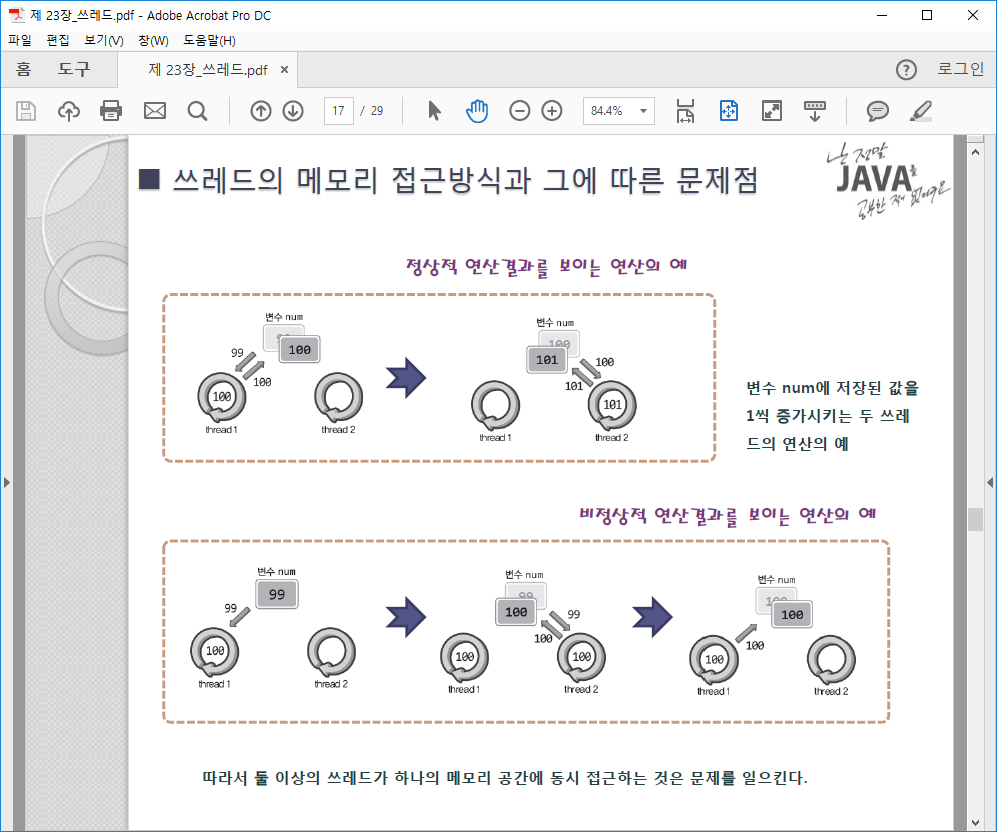 제 23장_쓰레드.pdf - Adobe Acrobat Pro DC
파일 편집 보기(V) 창(W) 도움말(H)
홈 도구 제 23장_쓰레드.pdf × ? 로그인
17 / 29 84.4%
난 정말
JAVA를
공부한 적이 없다구요
■ 쓰레드의 메모리 접근방식과 그에 따른 문제점
정상적 연산결과를 보이는 연산의 예
변수 num
99
100
99
100
100
thread 1
thread 2
변수 num
100
101
100
101
101
thread 1
thread 2
변수 num에 저장된 값을
1씩 증가시키는 두 쓰레
드의 연산의 예
비정상적 연산결과를 보이는 연산의 예
변수 num
99
99
100
thread 1
thread 2
변수 num
99
100
99
100
100
100
thread 1
thread 2
변수 num
100
100
100
100
thread 1
thread 2
따라서 둘 이상의 쓰레드가 하나의 메모리 공간에 동시 접근하는 것은 문제를 일으킨다.